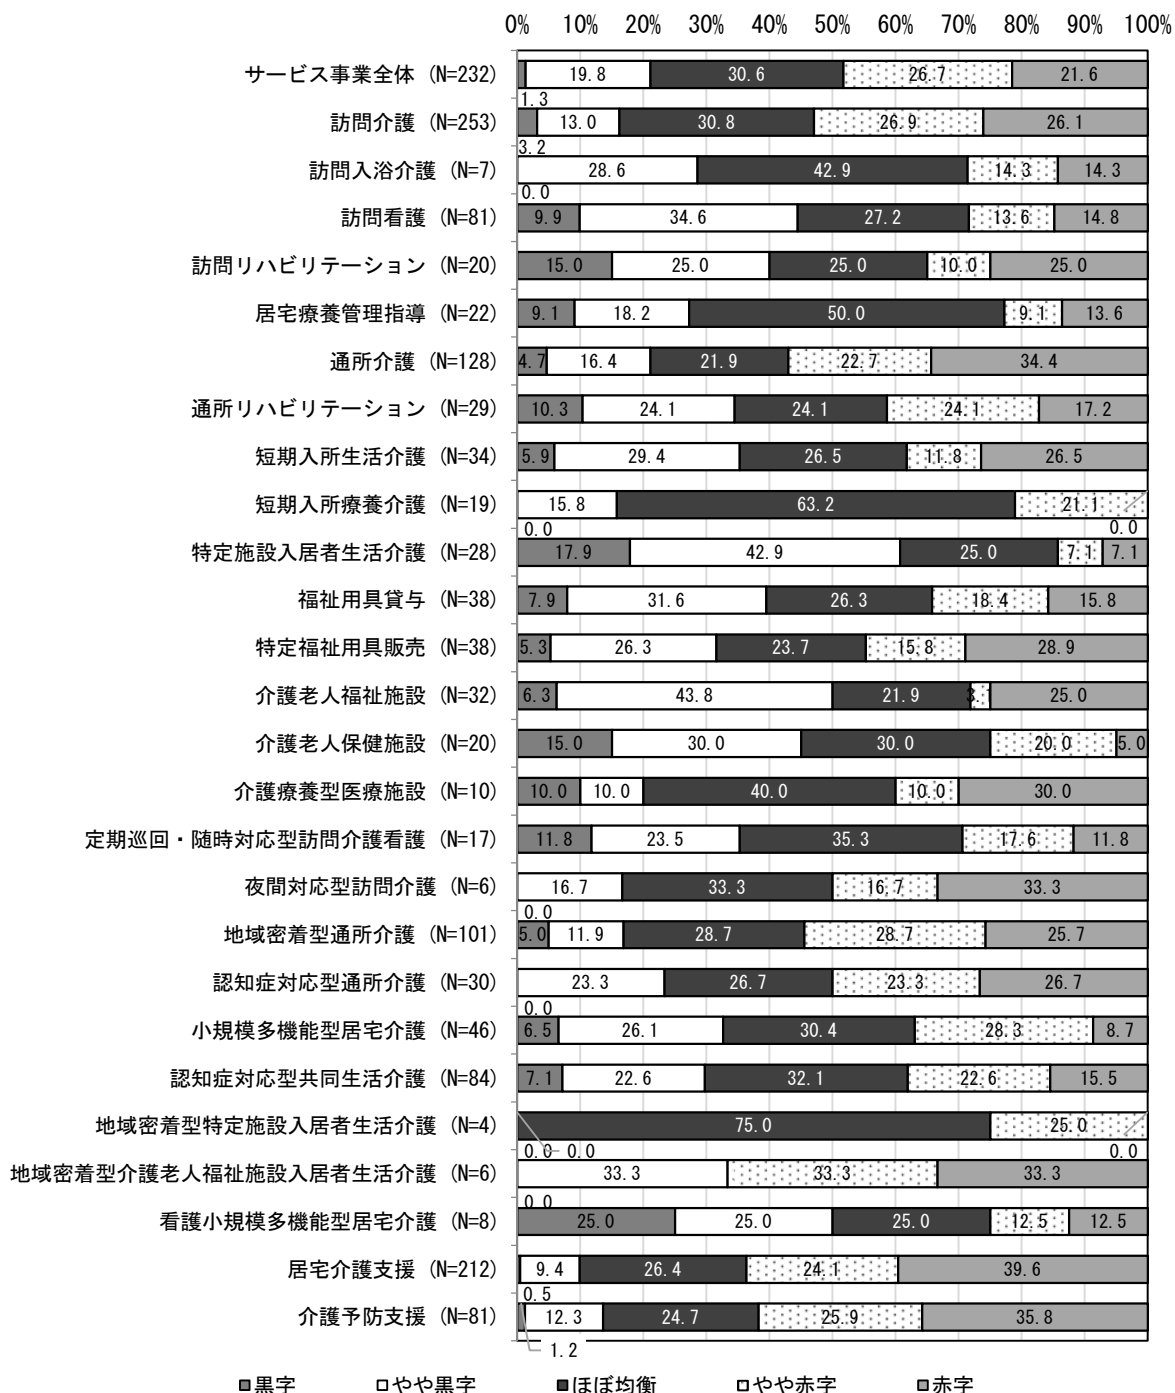 0% 10% 20% 30% 40% 50% 60% 70% 80% 90% 100%
サービス事業全体 (N=232) 1.3 19.8 30.6 26.7 21.6
訪問介護 (N=253) 3.2 13.0 30.8 26.9 26.1
訪問入浴介護 (N=7) 0.0 28.6 42.9 14.3 14.3
訪問看護 (N=81) 9.9 34.6 27.2 13.6 14.8
訪問リハビリテーション (N=20) 15.0 25.0 25.0 10.0 25.0
居宅療養管理指導 (N=22) 9.1 18.2 50.0 9.1 13.6
通所介護 (N=128) 4.7 16.4 21.9 22.7 34.4
通所リハビリテーション (N=29) 10.3 24.1 24.1 24.1 17.2
短期入所生活介護 (N=34) 5.9 29.4 26.5 11.8 26.5
短期入所療養介護 (N=19) 0.0 15.8 63.2 21.1 0.0
特定施設入居者生活介護 (N=28) 17.9 42.9 25.0 7.1 7.1
福祉用具貸与 (N=38) 7.9 31.6 26.3 18.4 15.8
特定福祉用具販売 (N=38) 5.3 26.3 23.7 15.8 28.9
介護老人福祉施設 (N=32) 6.3 43.8 21.9 3.1 25.0
介護老人保健施設 (N=20) 15.0 30.0 30.0 20.0 5.0
介護療養型医療施設 (N=10) 10.0 10.0 40.0 10.0 30.0
定期巡回・随時対応型訪問介護看護 (N=17) 11.8 23.5 35.3 17.6 11.8
夜間対応型訪問介護 (N=6) 0.0 16.7 33.3 16.7 33.3
地域密着型通所介護 (N=101) 5.0 11.9 28.7 28.7 25.7
認知症対応型通所介護 (N=30) 0.0 23.3 26.7 23.3 26.7
小規模多機能型居宅介護 (N=46) 6.5 26.1 30.4 28.3 8.7
認知症対応型共同生活介護 (N=84) 7.1 22.6 32.1 22.6 15.5
地域密着型特定施設入居者生活介護 (N=4) 0.0 0.0 75.0 25.0 0.0
地域密着型介護老人福祉施設入居者生活介護 (N=6) 0.0 33.3 33.3 33.3
看護小規模多機能型居宅介護 (N=8) 25.0 25.0 25.0 12.5 12.5
居宅介護支援 (N=212) 0.5 9.4 26.4 24.1 39.6
介護予防支援 (N=81) 1.2 12.3 24.7 25.9 35.8
黒字 やや黒字 ほぼ均衡 やや赤字 赤字